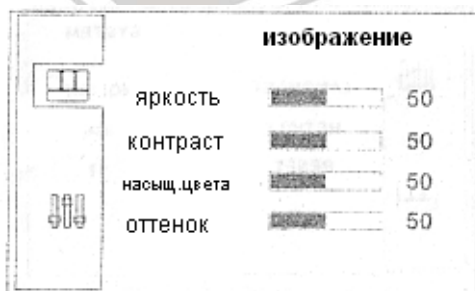 изображение
яркость 50
контраст 50
насыщ.цвета 50
оттенок 50